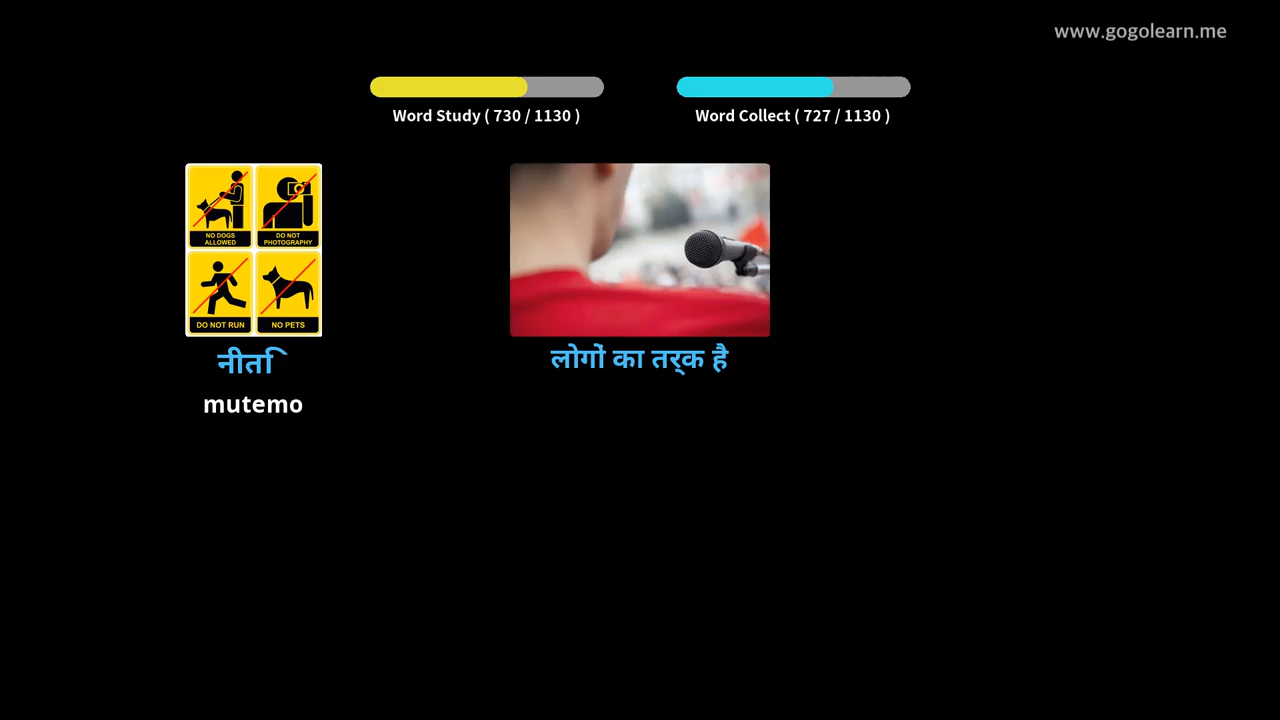 www.gogolearn.me
Word Study ( 730 / 1130 )
Word Collect ( 727 / 1130 )
NO DOGS
ALLOWED
DO NOT
PHOTOGRAPHY
DO NOT RUN
NO PETS
नीति
mutemo
लोगों का तर्क है